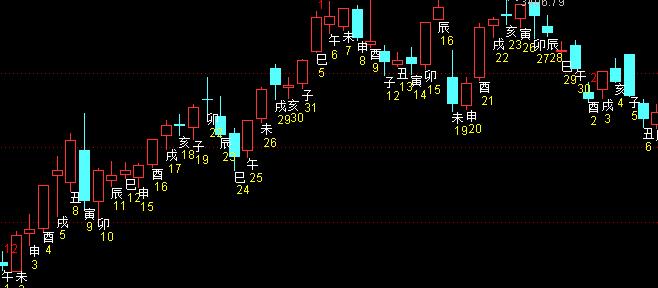 3406.79
12
1
2
午
1
未
2
申
3
酉
4
戌
5
丑
8
寅
9
卯
10
辰
11
巳
12
申
15
酉
16
戌
17
亥
18
子
19
卯
22
辰
23
巳
24
午
25
未
26
戌
29
亥
30
子
31
巳
5
午
6
未
7
申
8
酉
9
子
12
丑
13
寅
14
卯
15
辰
16
未
19
申
20
酉
21
戌
22
亥
23
寅
26
卯
27
辰
28
巳
29
午
30
酉
2
戌
3
亥
4
子
5
丑
6